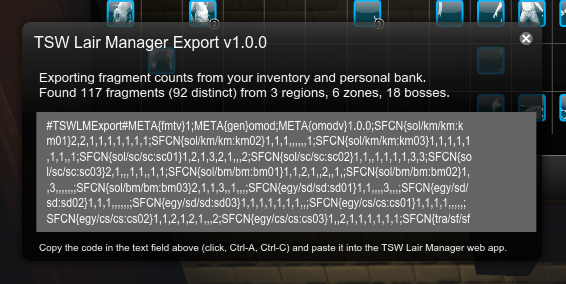 TSW Lair Manager Export v1.0.0
Exporting fragment counts from your inventory and personal bank.
Found 117 fragments (92 distinct) from 3 regions, 6 zones, 18 bosses.
#TSWLMExport#META{fmtv}1;META{gen}omod;META{omodv}1.0.0;SFCN{sol/km/km:k
m01}2,2,1,1,1,1,1,1,1;SFCN{sol/km/km:km02}1,1,1,,,,,,1;SFCN{sol/km/km:km03}1,1,1,1,1
,1,1,,1;SFCN{sol/sc/sc:sc01}1,2,1,3,2,1,,,2;SFCN{sol/sc/sc:sc02}1,1,,1,1,1,1,3,3;SFCN{so
l/sc/sc:sc03}2,1,,,1,1,,1,1;SFCN{sol/bm/bm:bm01}1,1,2,1,,2,,1,;SFCN{sol/bm/bm:bm02}1,
,3,,,,,,;SFCN{sol/bm/bm:bm03}2,1,1,3,,1,,,;SFCN{egy/sd/sd:sd01}1,1,,,,3,,,;SFCN{egy/sd/
sd:sd02}1,1,1,,,,,,;SFCN{egy/sd/sd:sd03}1,1,1,1,1,1,1,,;SFCN{egy/cs/cs:cs01}1,1,1,1,,,,,;
SFCN{egy/cs/cs:cs02}1,1,2,1,2,1,,,2;SFCN{egy/cs/cs:cs03}1,,2,1,1,1,1,1,1;SFCN{tra/sf/sf
Copy the code in the text field above (click, Ctrl-A, Ctrl-C) and paste it into the TSW Lair Manager web app.